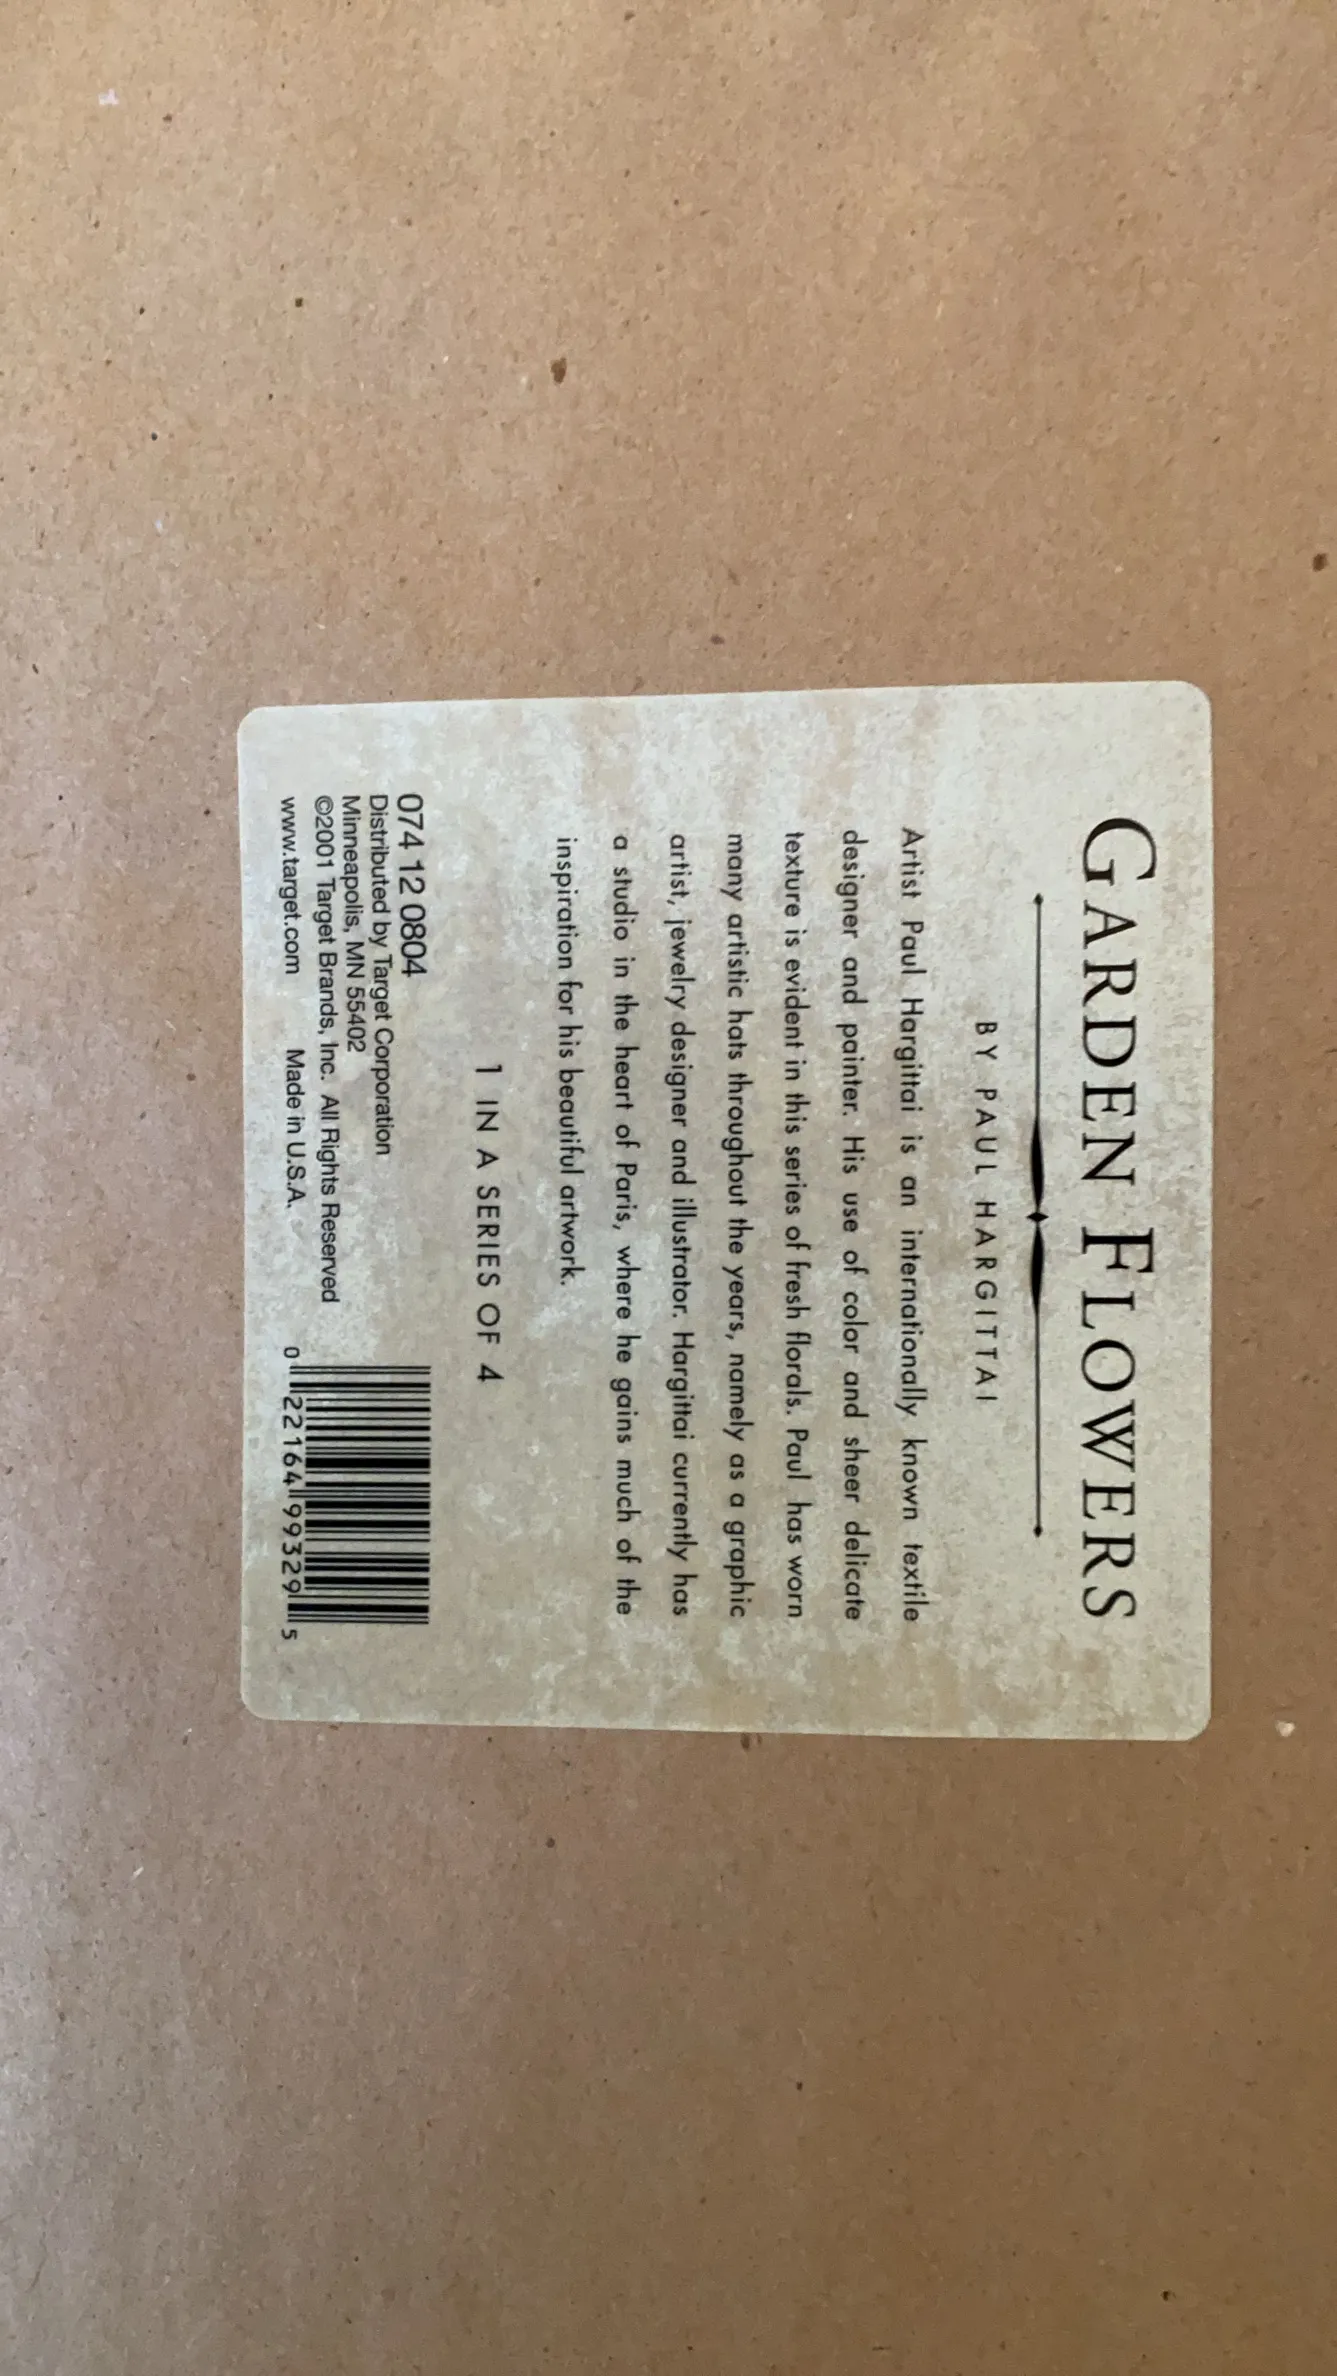 GARDEN FLOWERS
BY PAUL HARGITTAI
Artist Paul Hargittai is an internationally known textile
designer and painter. His use of color and sheer delicate
texture is evident in this series of fresh florals. Paul has worn
many artistic hats throughout the years, namely as a graphic
artist, jewelry designer and illustrator. Hargittai currently has
a studio in the heart of Paris, where he gains much of the
inspiration for his beautiful artwork.
1 IN A SERIES OF 4
074 12 0804
Distributed by Target Corporation
Minneapolis, MN 55402
©2001 Target Brands, Inc. All Rights Reserved
www.target.com Made in U.S.A.
0 22164 99329 5